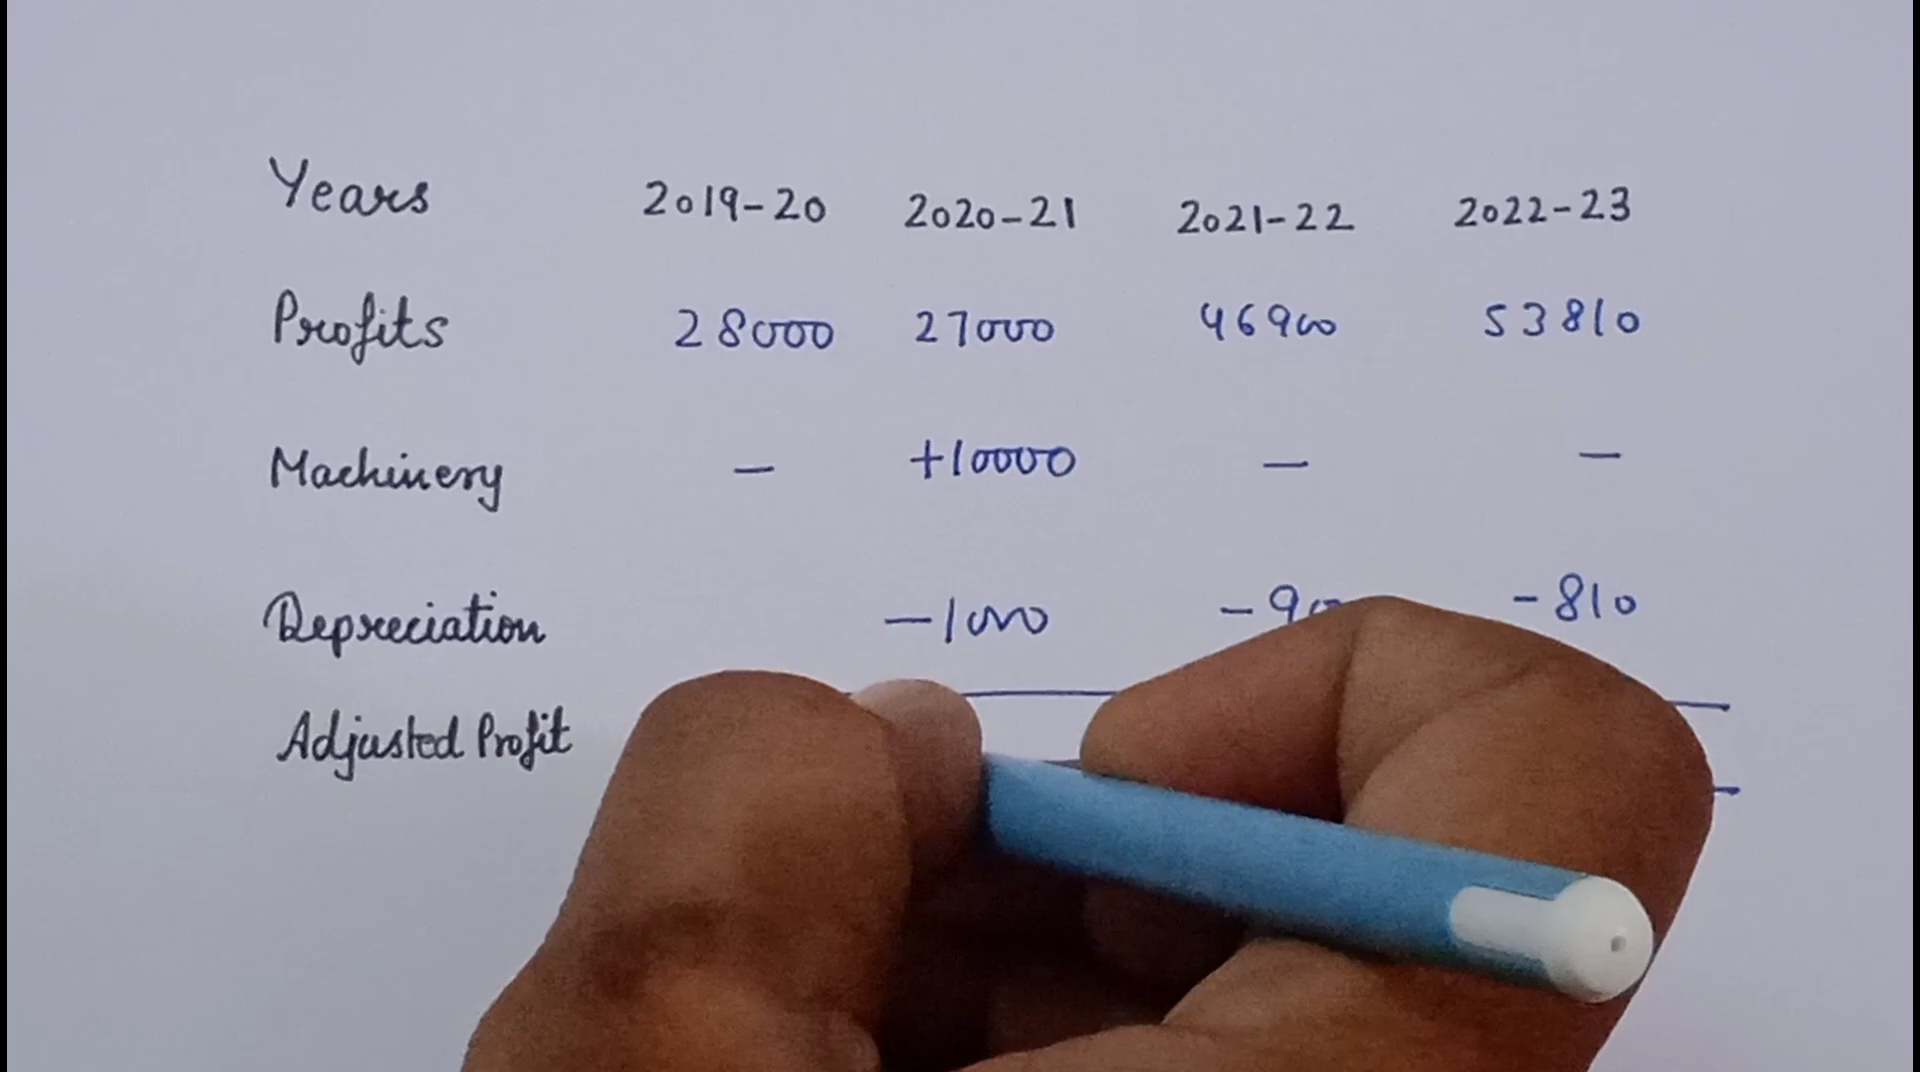 Years 2019-20 2020-21 2021-22 2022-23
Profits 28000 27000 46900 53810
Machinery - +10000 - -
Depreciation -1000 -810
Adjusted Profit